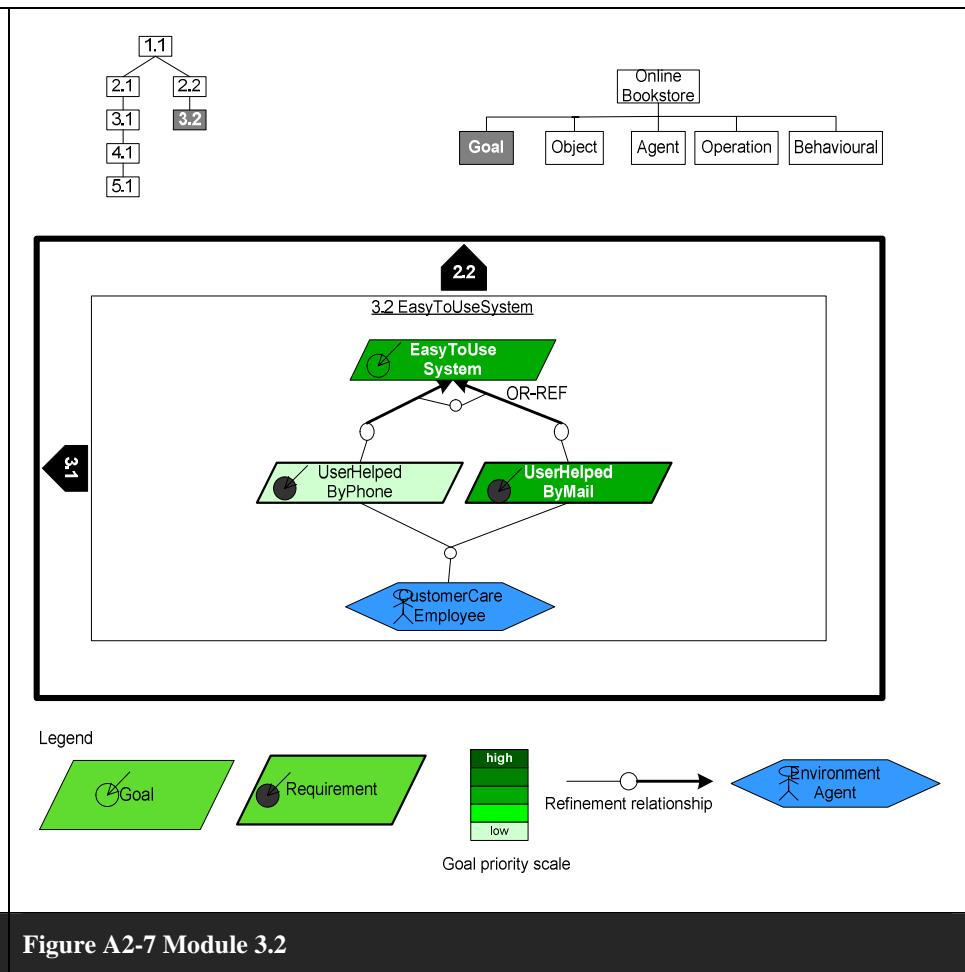 1.1
2.1
2.2
3.1
3.2
4.1
5.1
Online
Bookstore
Goal
Object
Agent
Operation
Behavioural
2.2
3.2 EasyToUseSystem
EasyToUse
System
OR-REF
3.1
UserHelped
ByPhone
UserHelped
ByMail
CustomerCare
Employee
Legend
Goal
Requirement
high
low
Goal priority scale
Refinement relationship
Environment
Agent
Figure A2-7 Module 3.2